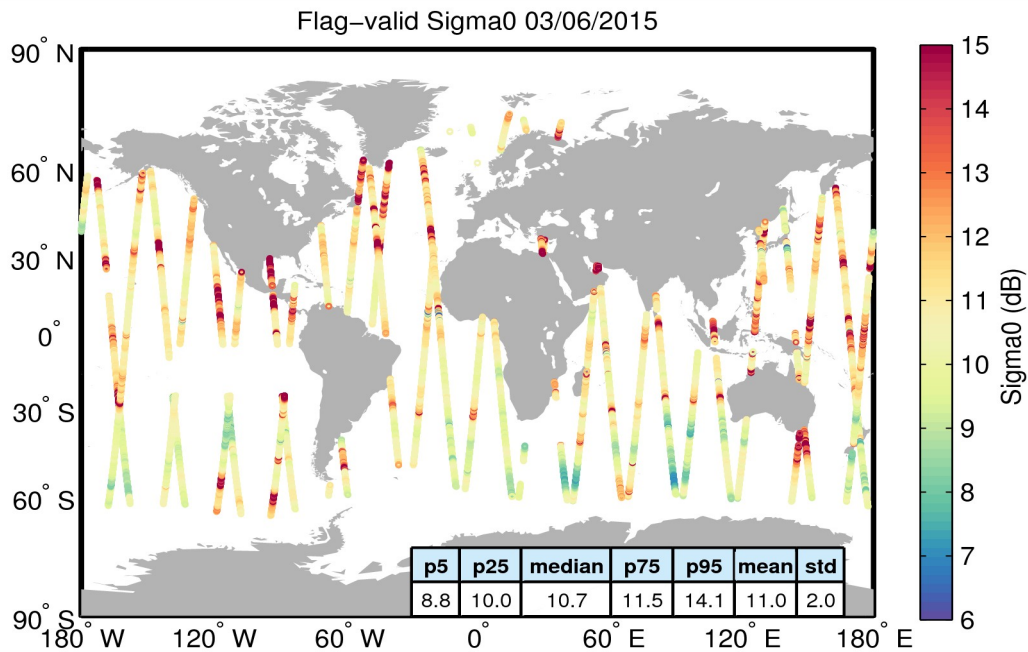 Flag-valid Sigma0 03/06/2015
90° N
60° N
30° N
0°
30° S
60° S
90° S
180° W
120° W
60° W
0°
60° E
120° E
180° E
p5 p25 median p75 p95 mean std
8.8 10.0 10.7 11.5 14.1 11.0 2.0
15
14
13
12
11
10
9
8
7
6
Sigma0 (dB)